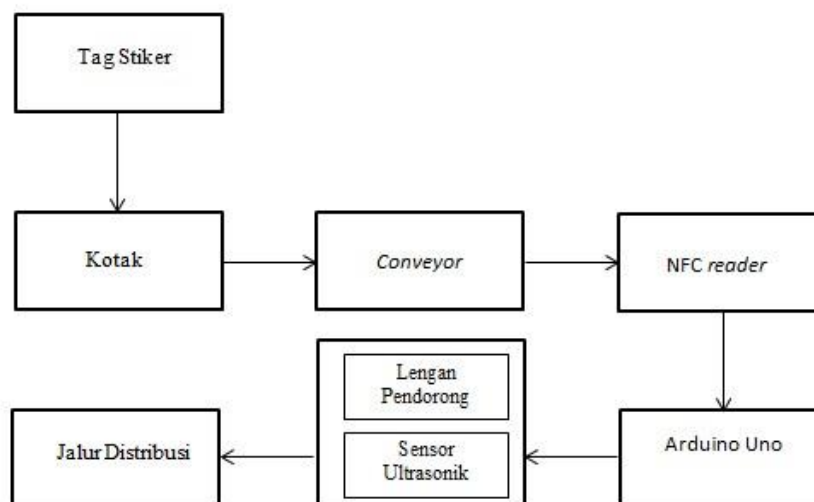 Tag Stiker
Kotak
Conveyor
NFC reader
Lengan
Pendorong
Sensor
Ultrasonik
Arduino Uno
Jalur Distribusi